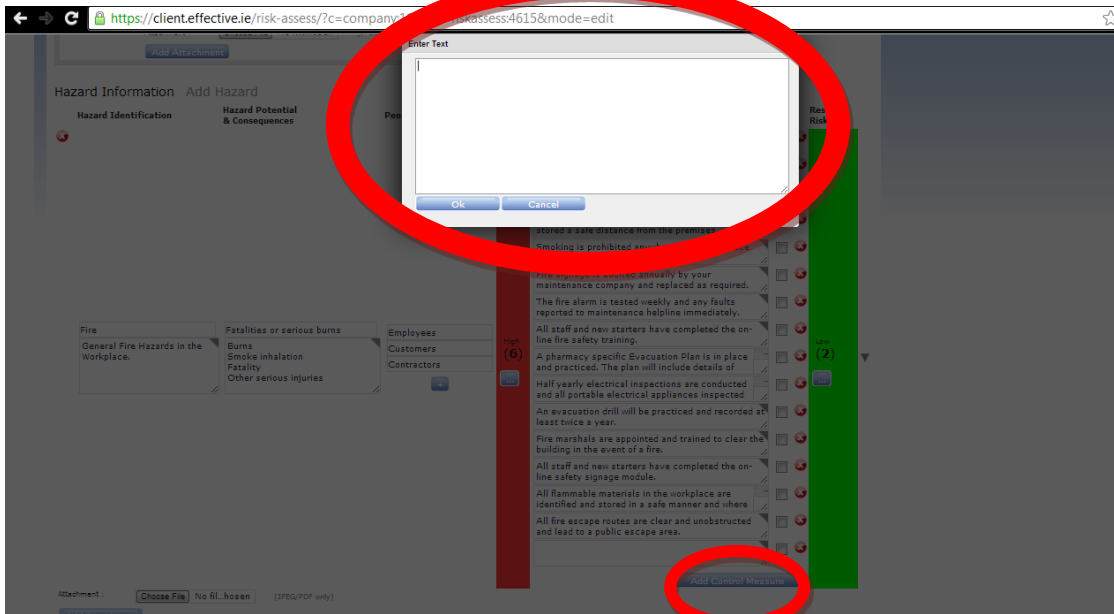 https://client.effective.ie/risk-assess/?c=company:1 skassess:4615&mode=edit
Add Attachment
Enter Text
Ok
Cancel
Hazard Information Add Hazard
Hazard Identification
Hazard Potential
& Consequences
Fire
General Fire Hazards in the
Workplace.
Fatalities or serious burns
Burns
Smoke inhalation
Fatality
Other serious injuries
Employees
Customers
Contractors
+
High
(6)
...
stored a safe distance from the premises
Smoking is prohibited
maintenance company and replaced as required.
The fire alarm is tested weekly and any faults
reported to maintenance helpline immediately.
All staff and new starters have completed the on-
line fire safety training.
A pharmacy specific Evacuation Plan is in place
and practiced. The plan will include details of
Half yearly electrical inspections are conducted
and all portable electrical appliances inspected
An evacuation drill will be practiced and recorded at
least twice a year.
Fire marshals are appointed and trained to clear the
building in the event of a fire.
All staff and new starters have completed the on-
line safety signage module.
All flammable materials in the workplace are
identified and stored in a safe manner and where
All fire escape routes are clear and unobstructed
and lead to a public escape area.
Add Control Measure
Low
(2)
...
Attachment :
Choose File No fil...hosen (JPEG/PDF only)